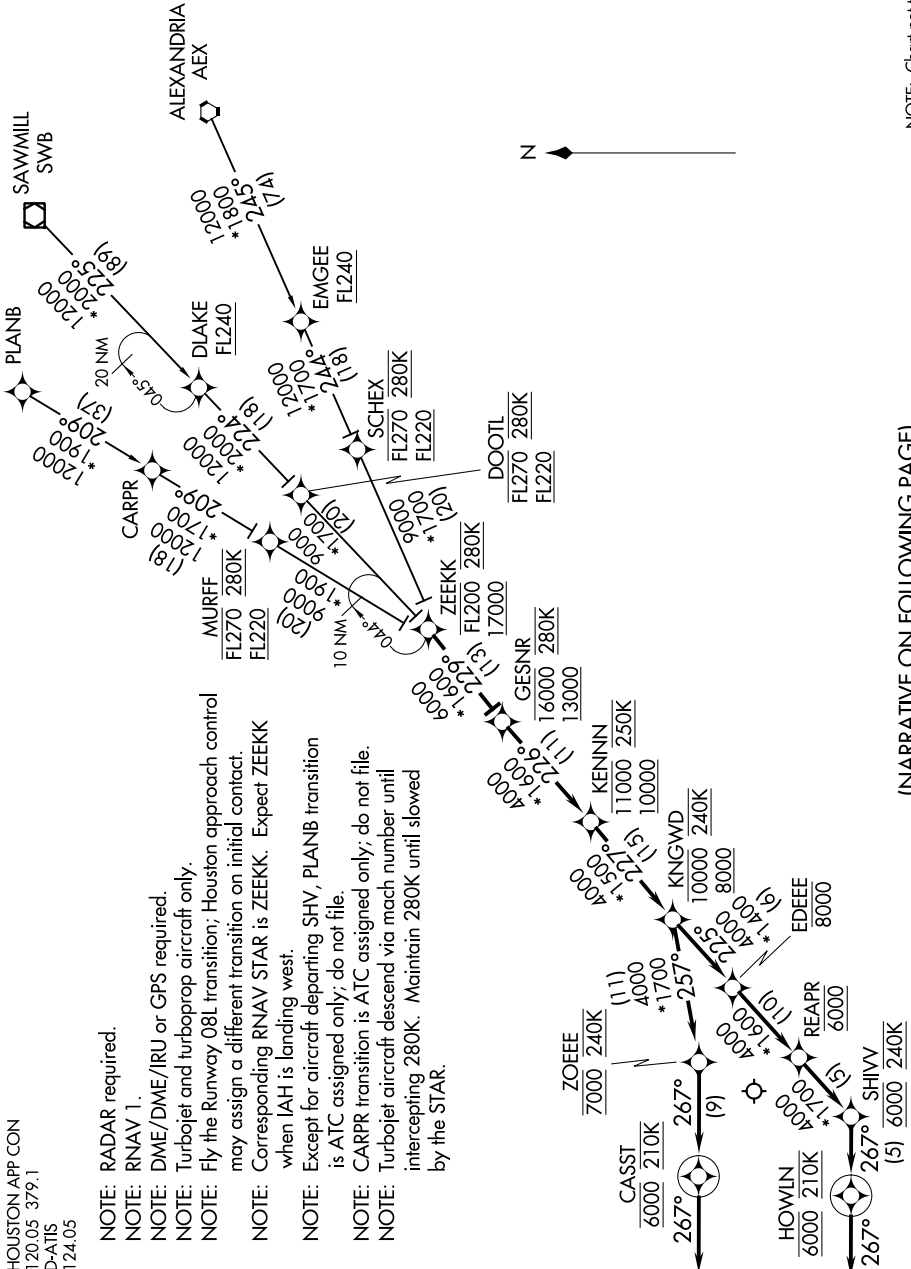 HOUSTON APP CON
120.05 379.1
D-ATIS
124.05
NOTE: RADAR required.
NOTE: RNAV 1.
NOTE: DME/DME/IRU or GPS required.
NOTE: Turbojet and turboprop aircraft only.
NOTE: Fly the Runway 08L transition; Houston approach control
may assign a different transition on initial contact.
NOTE: Corresponding RNAV STAR is ZEEKK. Expect ZEEKK
when IAH is landing west.
NOTE: Except for aircraft departing SHV, PLANB transition
is ATC assigned only; do not file.
NOTE: CARPR transition is ATC assigned only; do not file.
NOTE: Turbojet aircraft descend via mach number until
intercepting 280K. Maintain 280K until slowed
by the STAR.
PLANB
12000
*1900
209°
(37)
CARPR
(18)
12000
*1700
209°
MURFF
FL270 280K
FL220
(20)
9000
*1900
SAWMILL
SWB
12000
*2000
225°
(89)
20 NM
045°
DLAKE
FL240
12000
*2000
224°
(18)
DOOTL
FL270 280K
FL220
9000
*1700
(20)
ALEXANDRIA
AEX
12000
*1800
245°
(74)
EMGEE
FL240
12000
*1700
244°
(18)
SCHEX
FL270 280K
FL220
9000
*1700
(20)
10 NM
044°
ZEEKK
FL200 280K
17000
6000
*1600
229°
(13)
GESNR
16000 280K
13000
4000
*1600
226°
(11)
KENNN
11000 250K
10000
4000
*1500
227°
(15)
KNGWD
10000 240K
8000
(11)
4000
*1700
257°
ZOEEE
7000 240K
267°
(9)
CASST
6000 210K
267°
225°
4000
*1400
(6)
EDEEE
8000
4000
*1600
(10)
REAPR
6000
4000
*1700
(5)
SHIVV
6000 240K
267°
(5)
HOWLN
6000 210K
267°
N
(NARRATIVE ON FOLLOWING PAGE)
NOTE: Chart not